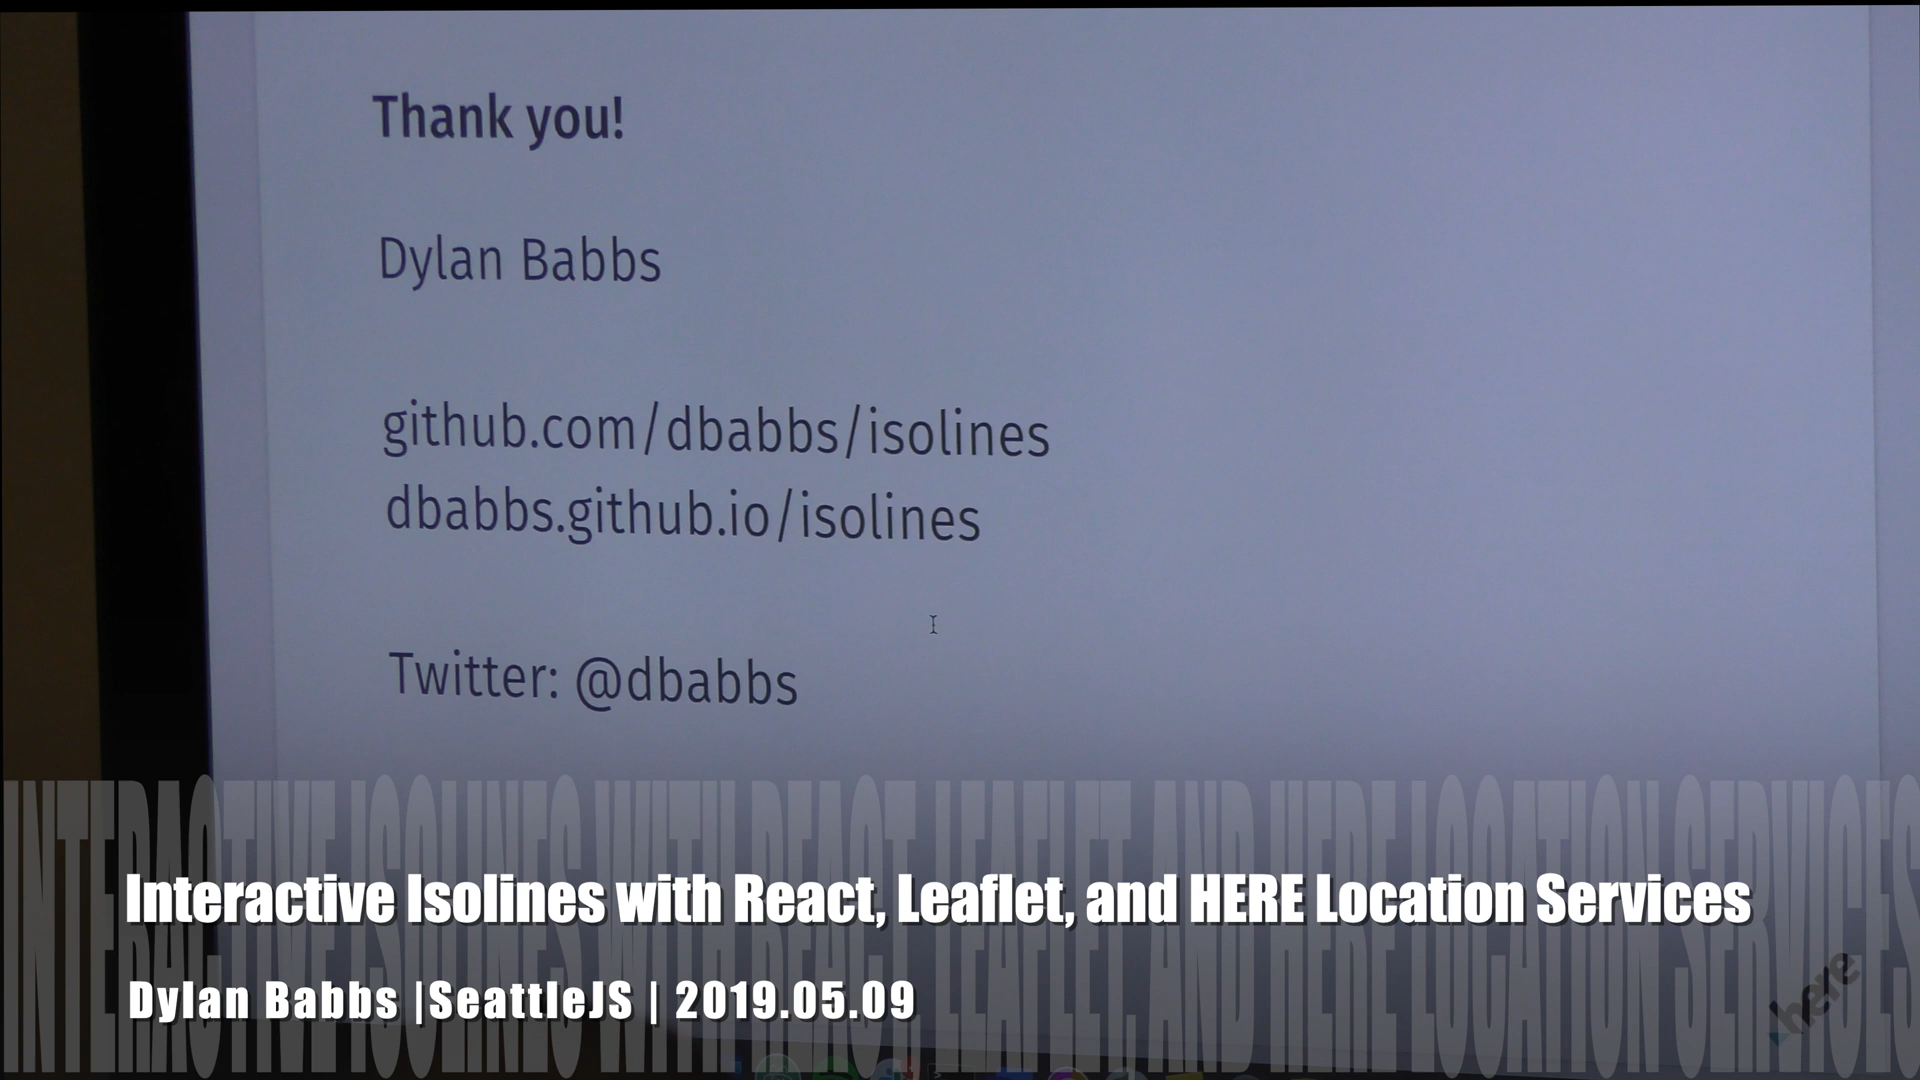 Thank you!
Dylan Babbs
github.com/dbabbs/isolines
dbabbs.github.io/isolines
Twitter: @dbabbs
INTERACTIVE ISOLINES WITH REACT, LEAFLET, AND HERE LOCATION SERVICES
Interactive Isolines with React, Leaflet, and HERE Location Services
Dylan Babbs |SeattleJS | 2019.05.09
here